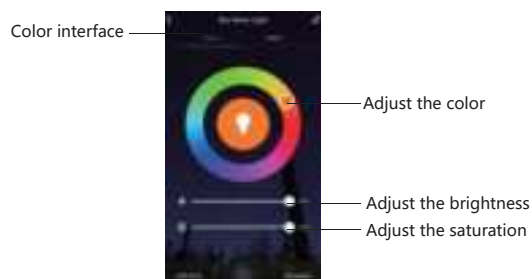 Color interface
Adjust the color
Adjust the brightness
Adjust the saturation